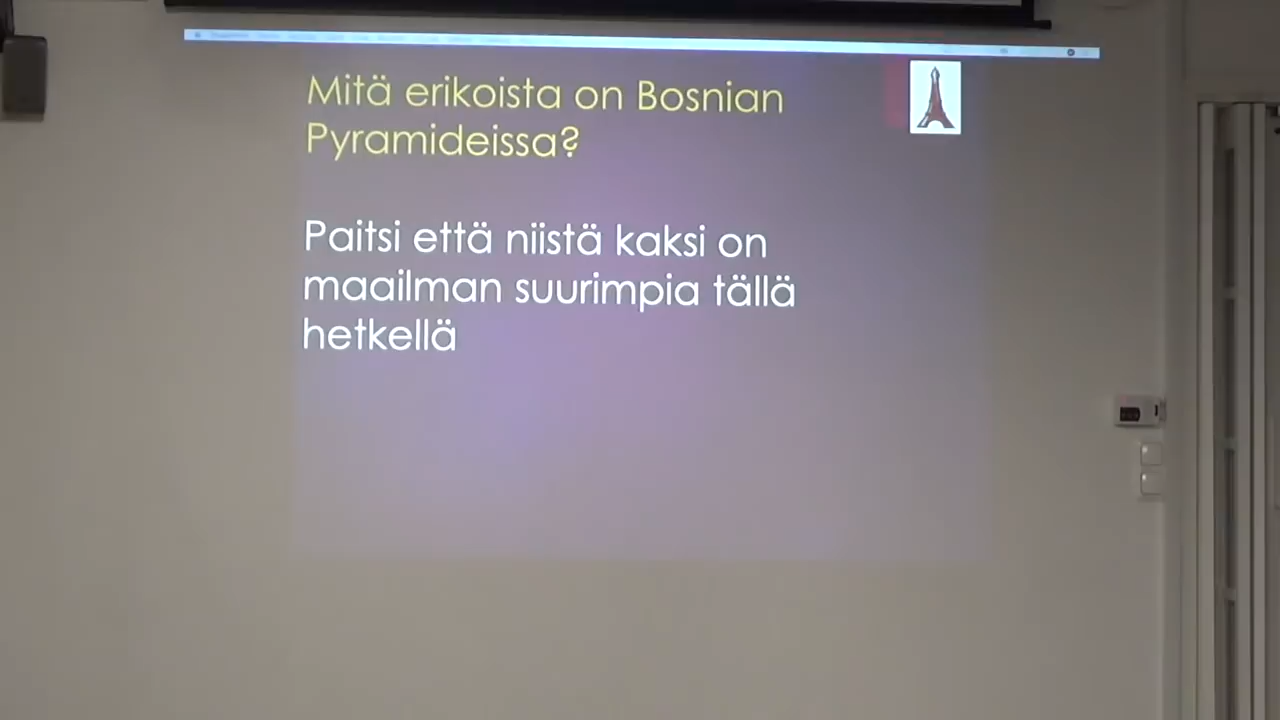 Mitä erikoista on Bosnian
Pyramideissa?
Paitsi että niistä kaksi on
maailman suurimpia tällä
hetkellä